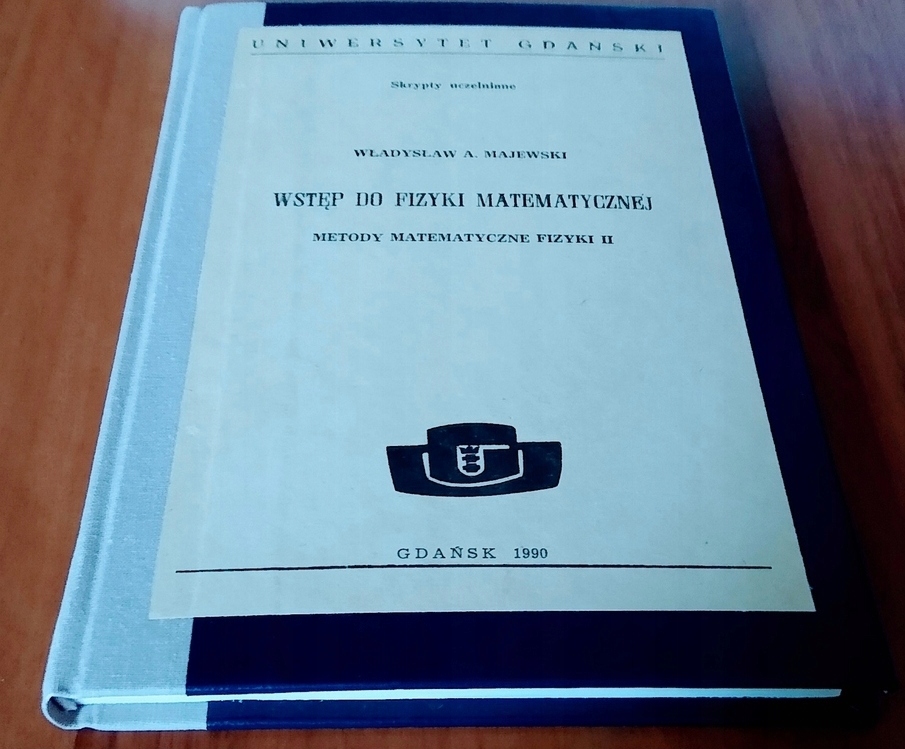 UNIWERSYTET GDAŃSKI
Skrypty uczelniane
WŁADYSŁAW A. MAJEWSKI
WSTĘP DO FIZYKI MATEMATYCZNEJ
METODY MATEMATYCZNE FIZYKI II
GDAŃSK 1990